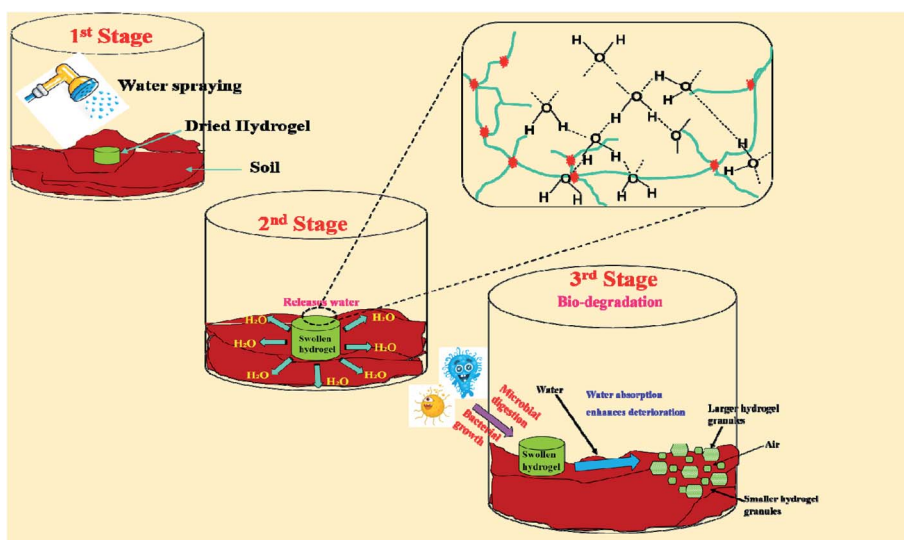 1st Stage
Water spraying
Dried Hydrogel
Soil
H H
O
H
H
O
H
O
H
O
H
H
O
H
O
H
H
H
O
H
O
H H
O
H H
2nd Stage
Releases water
H₂O
H₂O
Swollen
hydrogel
H₂O
H₂O
H₂O
H₂O
H₂O
3rd Stage
Bio-degradation
Microbial
digestion
Bacterial
growth
Water
Water absorption
enhances deterioration
Larger hydrogel
granules
Air
Swollen
hydrogel
Smaller hydrogel
granules